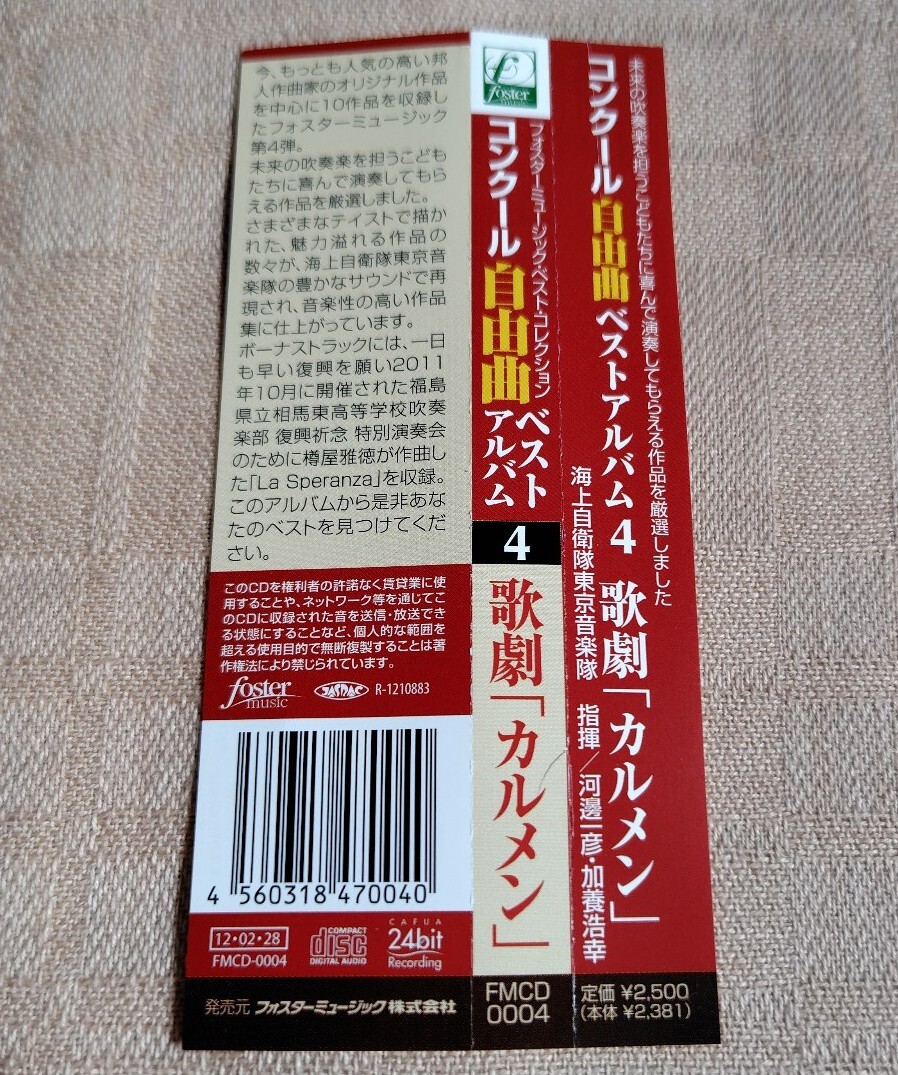 今、もっとも人気の高い邦
人作曲家のオリジナル作品
を中心に10作品を収録し
たフォスターミュージック
第4弾。
未来の吹奏楽を担うこども
たちに喜んで演奏してもら
える作品を厳選しました。
さまざまなテイストで描か
れた、魅力溢れる作品の
数々が、海上自衛隊東京音
楽隊の豊かなサウンドで再
現され、音楽性の高い作品
集に仕上がっています。
ボーナストラックには、一日
も早い復興を願い2011
年10月に開催された福島
県立相馬東高等学校吹奏
楽部 復興祈念 特別演奏会
のために樽屋雅徳が作曲し
た「La Speranza」を収録。
このアルバムから是非あな
たのベストを見つけてくだ
さい。
このCDを権利者の許諾なく賃貸業に使
用することや、ネットワーク等を通じてこ
のCDに収録された音を送信・放送でき
る状態にすることなど、個人的な範囲を
超える使用目的で無断複製することは著
作権法により禁じられています。
foster
music
JASRAC
R-1210883
4 560318 470040
12・02・28
FMCD-0004
COMPACT
disc
DIGITAL AUDIO
CAFUA
24bit
Recording
発売元 フォスターミュージック株式会社
foster
music
フォスターミュージック・ベスト・コレクション
コンクール自由曲ベスト
アルバム
4
歌劇「カルメン」
FMCD
0004
未来の吹奏楽を担うこどもたちに喜んで演奏してもらえる作品を厳選しました
コンクール自由曲ベストアルバム4 歌劇「カルメン」
海上自衛隊東京音楽隊 指揮/河邊一彦・加養浩幸
定価 ¥2,500
(本体 ¥2,381)